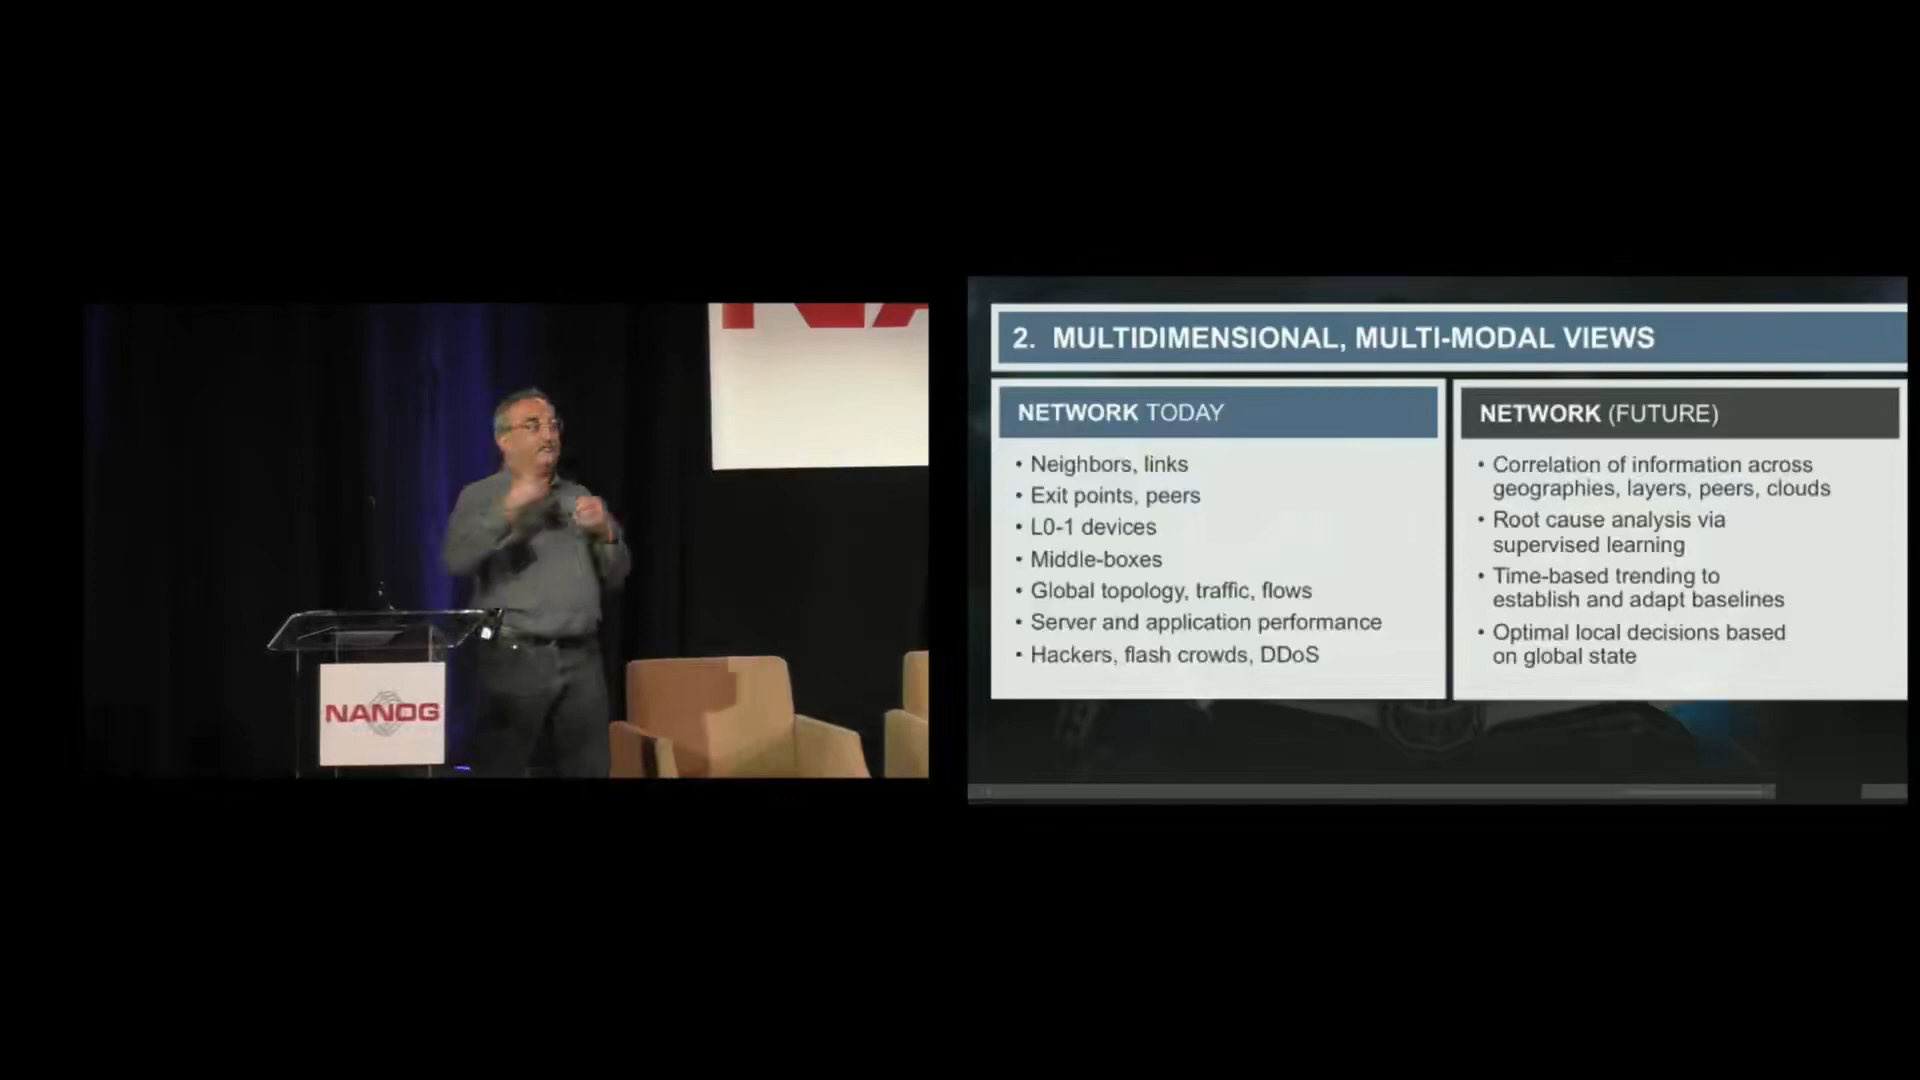 NANOG
2. MULTIDIMENSIONAL, MULTI-MODAL VIEWS
NETWORK TODAY
• Neighbors, links
• Exit points, peers
• L0-1 devices
• Middle-boxes
• Global topology, traffic, flows
• Server and application performance
• Hackers, flash crowds, DDoS
NETWORK (FUTURE)
• Correlation of information across
geographies, layers, peers, clouds
• Root cause analysis via
supervised learning
• Time-based trending to
establish and adapt baselines
• Optimal local decisions based
on global state